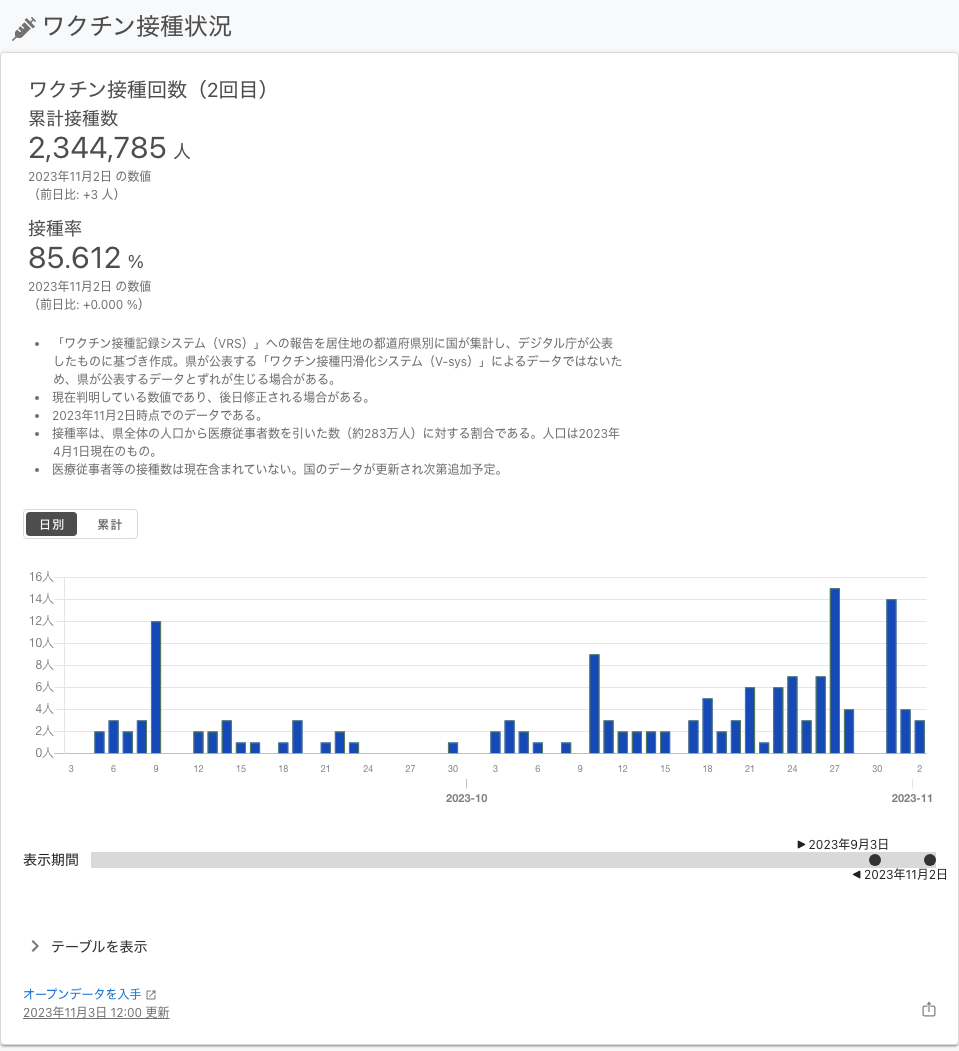 ワクチン接種状況
ワクチン接種回数（2回目）
累計接種数
2,344,785 人
2023年11月2日 の数値
（前日比: +3 人）
接種率
85.612 %
2023年11月2日 の数値
（前日比: +0.000 %）
• 「ワクチン接種記録システム（VRS）」への報告を居住地の都道府県別に国が集計し、デジタル庁が公表
したものに基づき作成。県が公表する「ワクチン接種円滑化システム（V-sys）」によるデータではないた
め、県が公表するデータとずれが生じる場合がある。
• 現在判明している数値であり、後日修正される場合がある。
• 2023年11月2日時点でのデータである。
• 接種率は、県全体の人口から医療従事者数を引いた数（約283万人）に対する割合である。人口は2023年
4月1日現在のもの。
• 医療従事者等の接種数は現在含まれていない。国のデータが更新され次第追加予定。
日別 累計
16人
14人
12人
10人
8人
6人
4人
2人
0人
3 6 9 12 15 18 21 24 27 30 3 6 9 12 15 18 21 24 27 30 2
2023-10 2023-11
▶ 2023年9月3日
表示期間
◀ 2023年11月2日
テーブルを表示
オープンデータを入手
2023年11月3日 12:00 更新